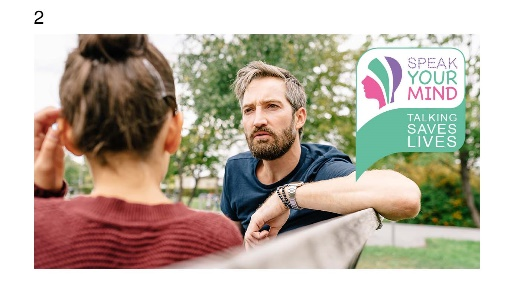 2
SPEAK
YOUR
MIND
TALKING
SAVES
LIVES